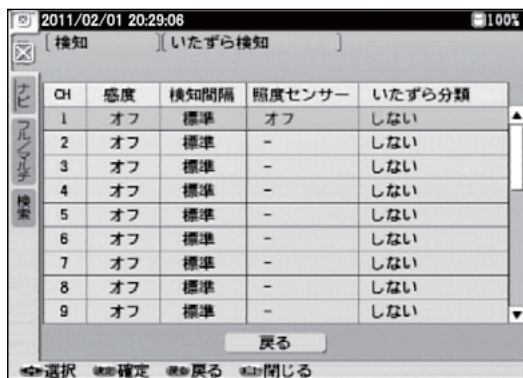 2011/02/01 20:29:06 100%
[検知 ][いたずら検知 ]
ナビ
フル/マルチ
検索
CH 感度 検知間隔 照度センサー いたずら分類
1 オフ 標準 オフ しない
2 オフ 標準 - しない
3 オフ 標準 - しない
4 オフ 標準 - しない
5 オフ 標準 - しない
6 オフ 標準 - しない
7 オフ 標準 - しない
8 オフ 標準 - しない
9 オフ 標準 - しない
戻る
選択 確定 戻る 閉じる